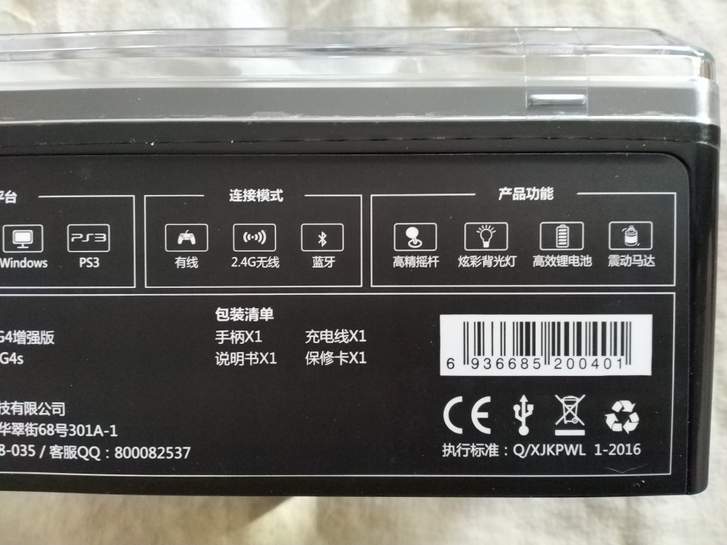 平台
Windows
PS3
PS3
连接模式
有线
2.4G无线
蓝牙
产品功能
高精摇杆
炫彩背光灯
高效锂电池
震动马达
G4增强版
G4s
包装清单
手柄X1 充电线X1
说明书X1 保修卡X1
6 936685 200401
技有限公司
华翠街68号301A-1
8-035 / 客服QQ：800082537
CE
执行标准：Q/XJKPWL 1-2016